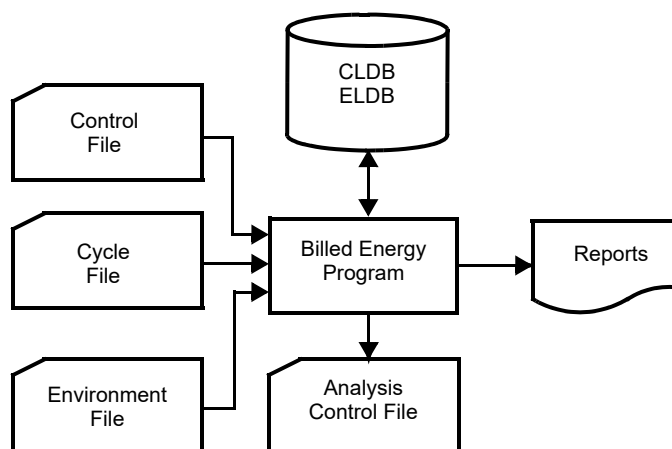 CLDB
ELDB
Control
File
Cycle
File
Billed Energy
Program
Reports
Environment
File
Analysis
Control File